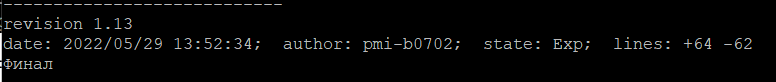 ----------------------------
revision 1.13
date: 2022/05/29 13:52:34;  author: pmi-b0702;  state: Exp;  lines: +64 -62
Финал